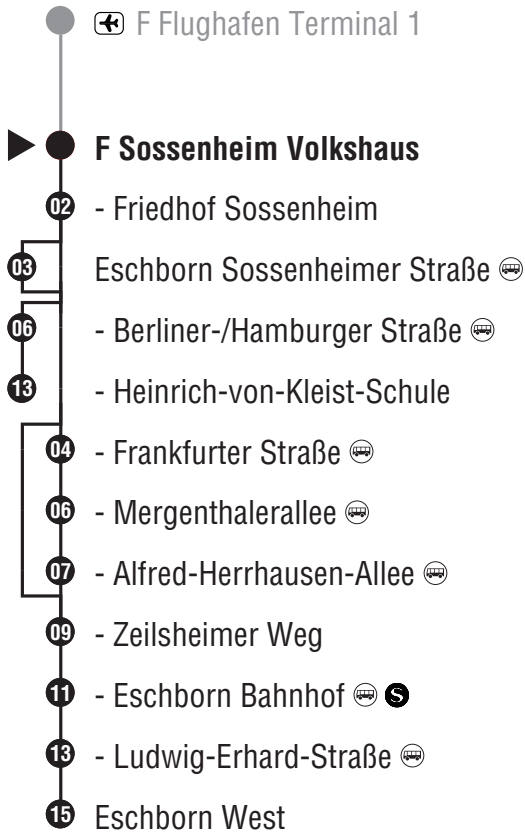 F Flughafen Terminal 1
F Sossenheim Volkshaus
02 - Friedhof Sossenheim
03 Eschborn Sossenheimer Straße
06 - Berliner-/Hamburger Straße
13 - Heinrich-von-Kleist-Schule
04 - Frankfurter Straße
06 - Mergenthalerallee
07 - Alfred-Herrhausen-Allee
09 - Zeilsheimer Weg
11 - Eschborn Bahnhof S
13 - Ludwig-Erhard-Straße
15 Eschborn West